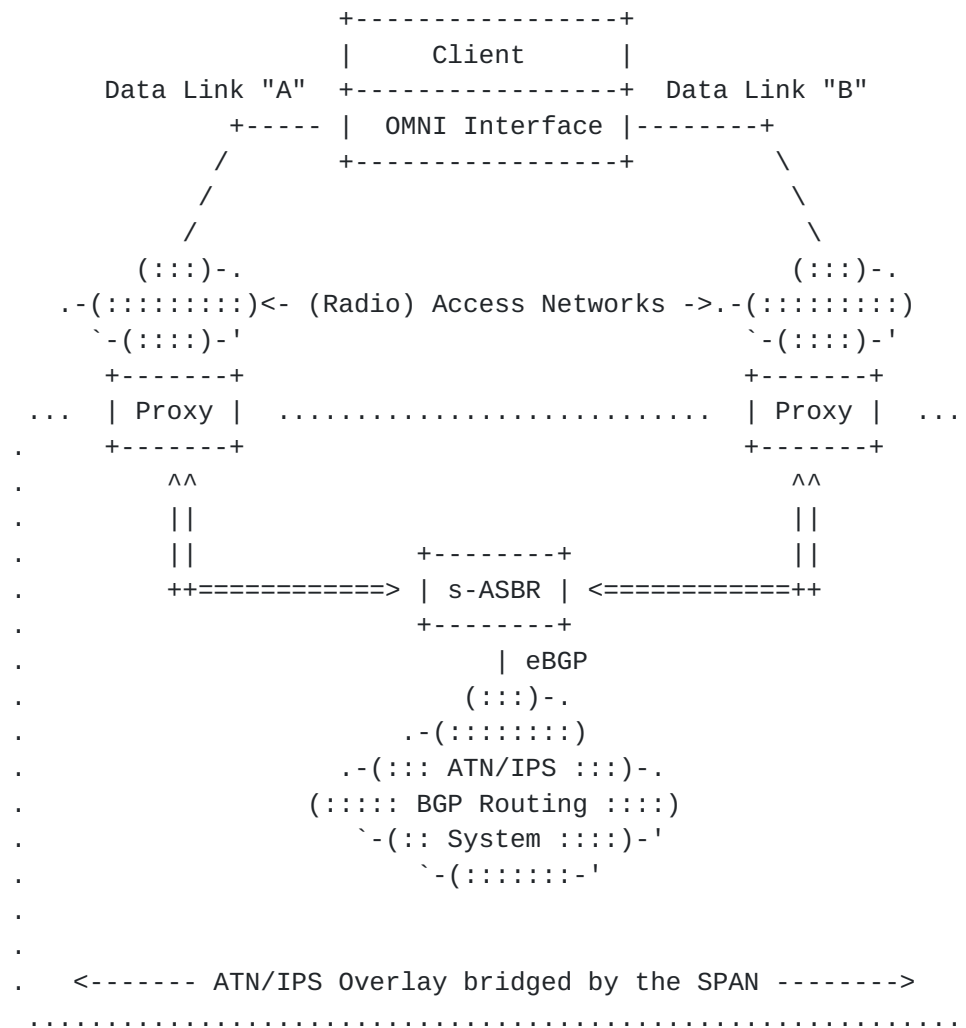 Client
Data Link "A" Data Link "B"
OMNI Interface
<- (Radio) Access Networks ->
Proxy Proxy
s-ASBR
eBGP
ATN/IPS
BGP Routing
System
<------- ATN/IPS Overlay bridged by the SPAN -------->